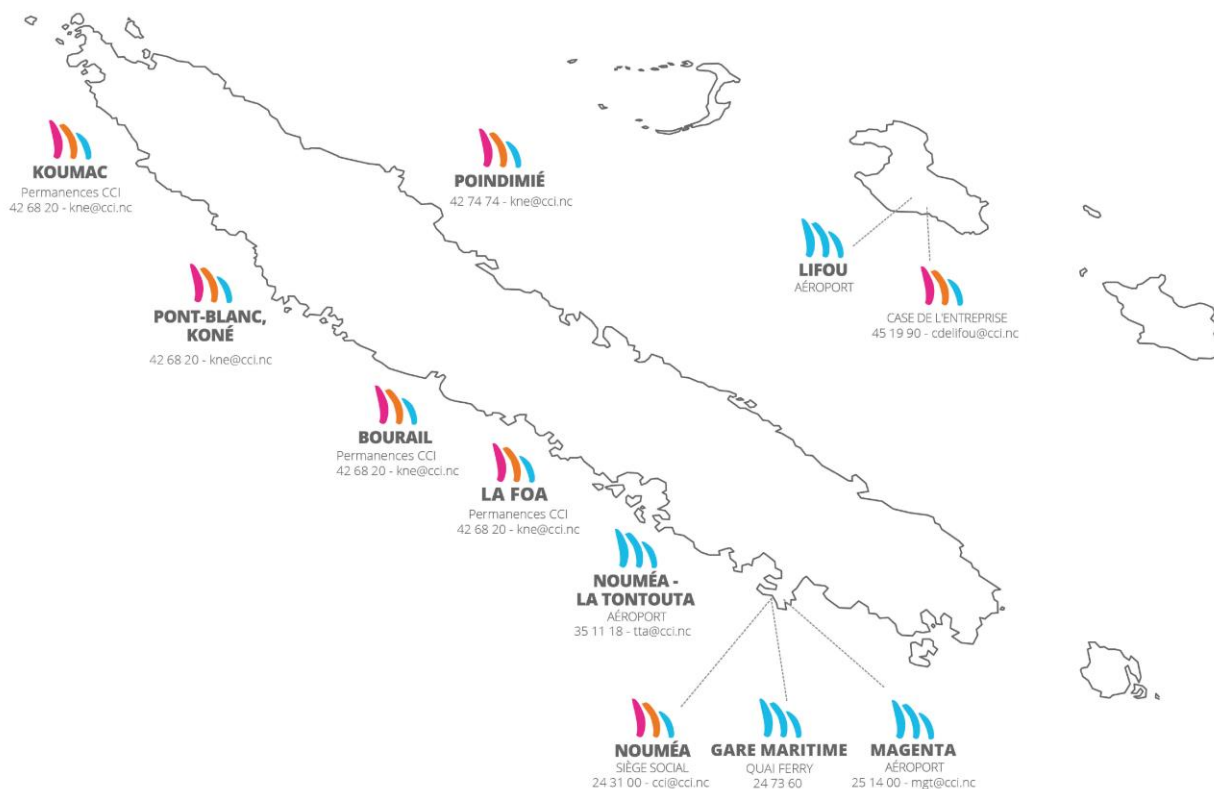 KOUMAC
Permanences CCI
42 68 20 - kne@cci.nc
POINDIMIÉ
42 74 74 - kne@cci.nc
LIFOU
AÉROPORT
CASE DE L'ENTREPRISE
45 19 90 - cdelifou@cci.nc
PONT-BLANC,
KONÉ
42 68 20 - kne@cci.nc
BOURAIL
Permanences CCI
42 68 20 - kne@cci.nc
LA FOA
Permanences CCI
42 68 20 - kne@cci.nc
NOUMÉA -
LA TONTOUTA
AÉROPORT
35 11 18 - tta@cci.nc
NOUMÉA
SIÈGE SOCIAL
24 31 00 - cci@cci.nc
GARE MARITIME
QUAI FERRY
24 73 60
MAGENTA
AÉROPORT
25 14 00 - mgt@cci.nc